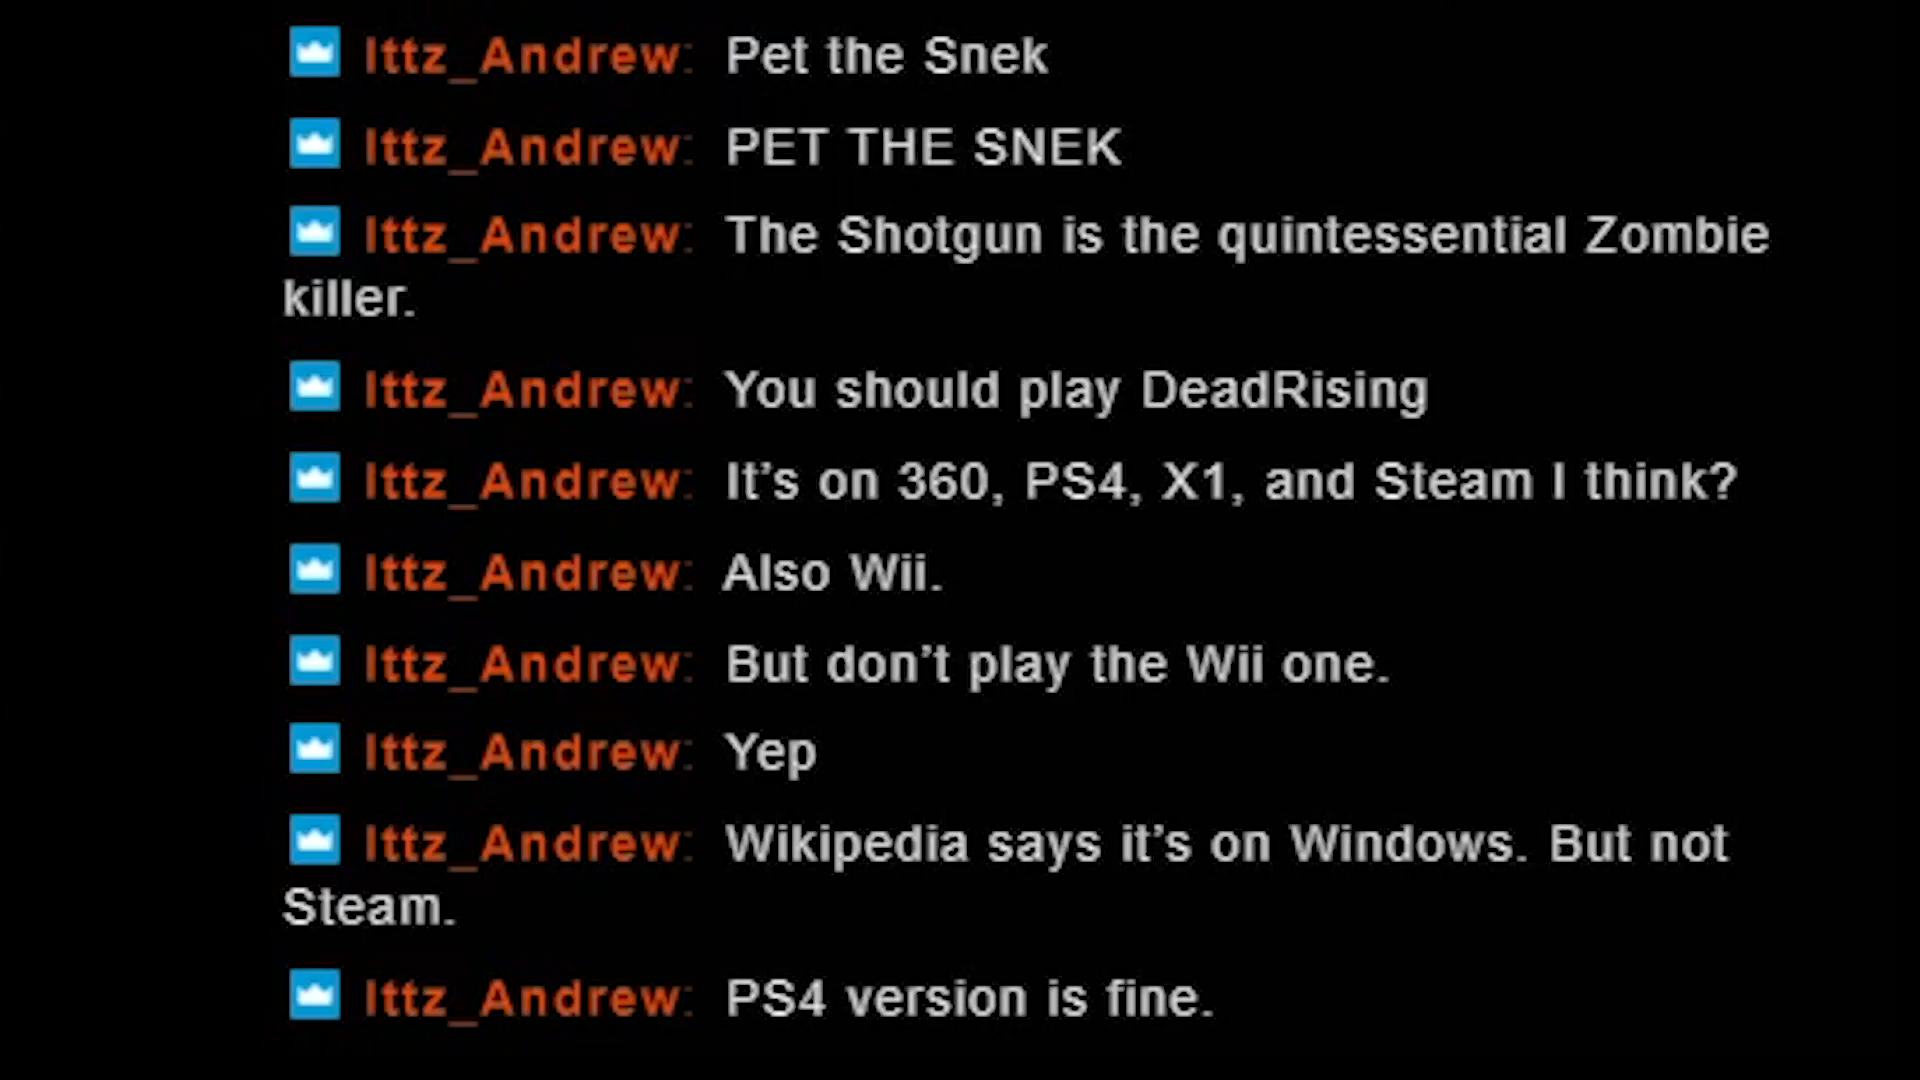 Ittz_Andrew: Pet the Snek
Ittz_Andrew: PET THE SNEK
Ittz_Andrew: The Shotgun is the quintessential Zombie
killer.
Ittz_Andrew: You should play DeadRising
Ittz_Andrew: It’s on 360, PS4, X1, and Steam I think?
Ittz_Andrew: Also Wii.
Ittz_Andrew: But don’t play the Wii one.
Ittz_Andrew: Yep
Ittz_Andrew: Wikipedia says it’s on Windows. But not
Steam.
Ittz_Andrew: PS4 version is fine.